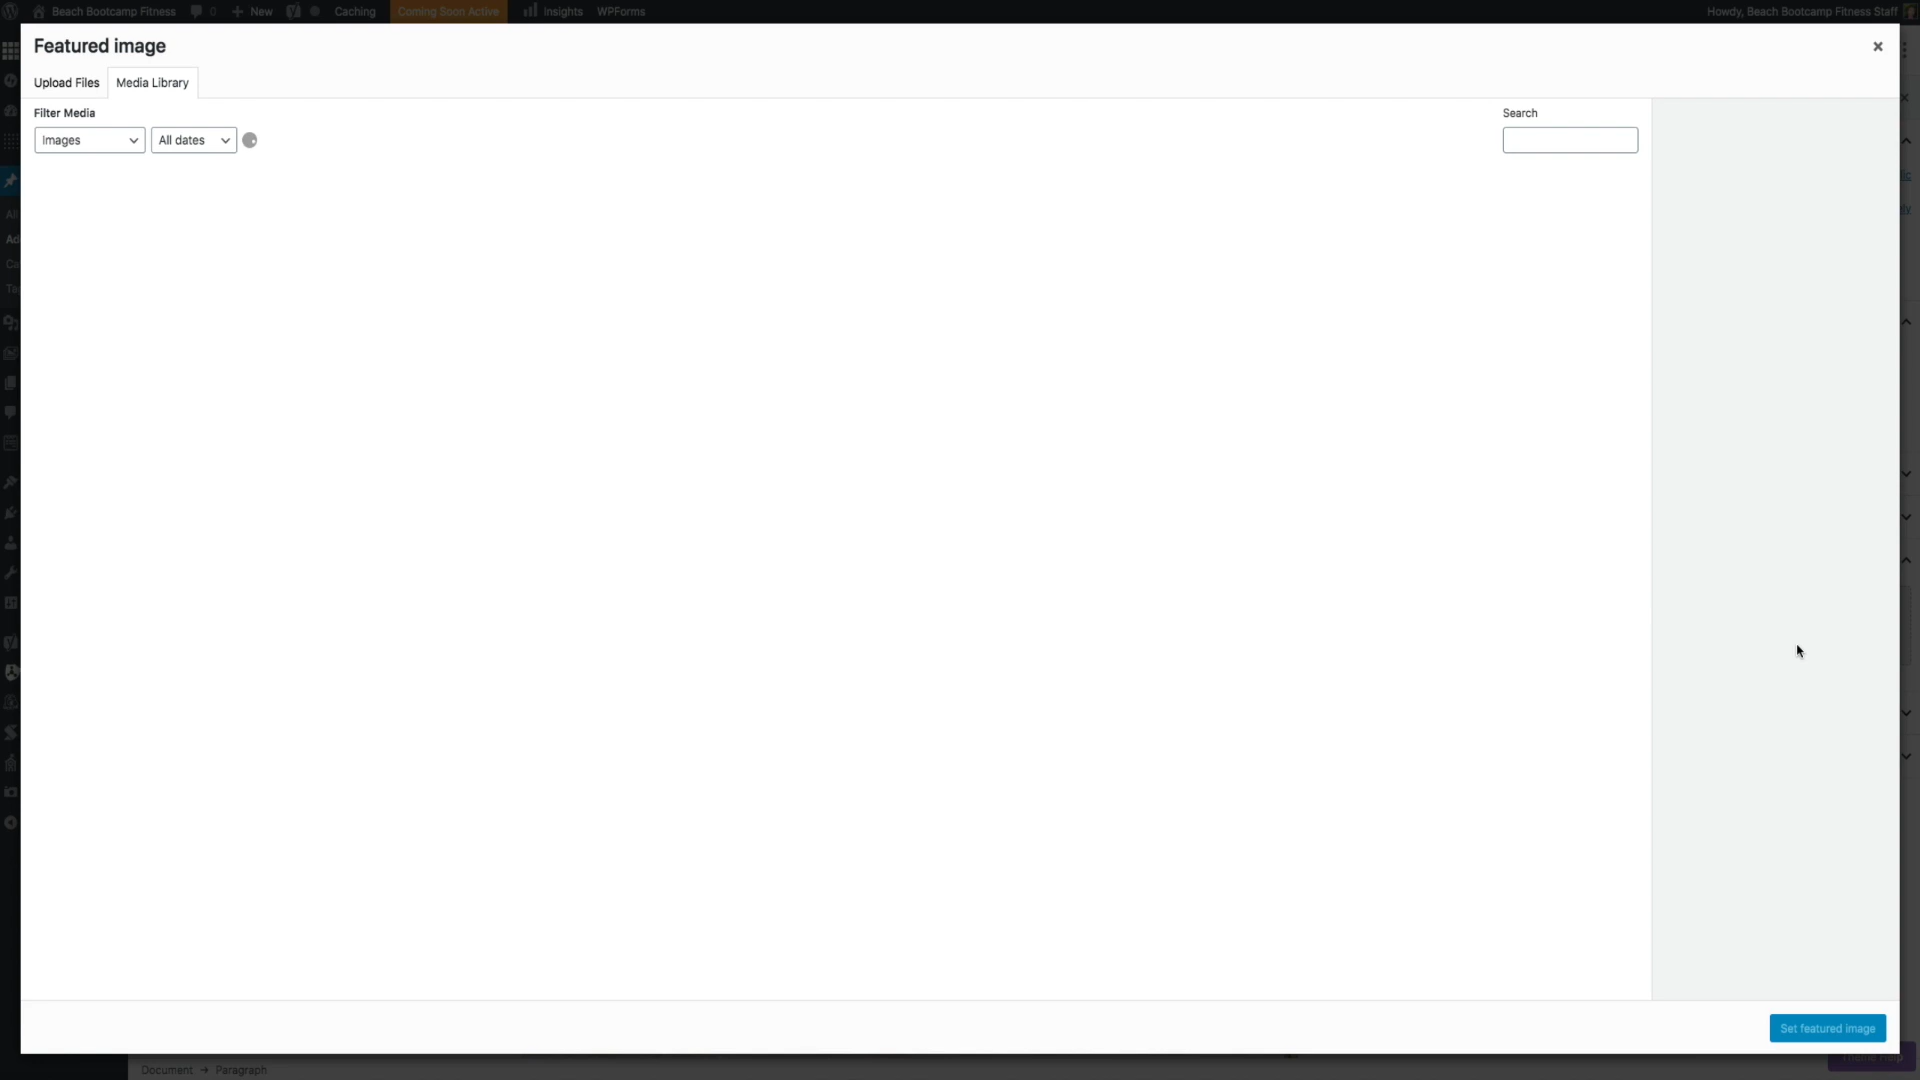 Beach Bootcamp Fitness 0 New Caching Coming Soon Active Insights WPForms Howdy, Beach Bootcamp Fitness Staff
Featured image
Upload Files Media Library
Filter Media Search
Images All dates
Set featured image
Document → Paragraph